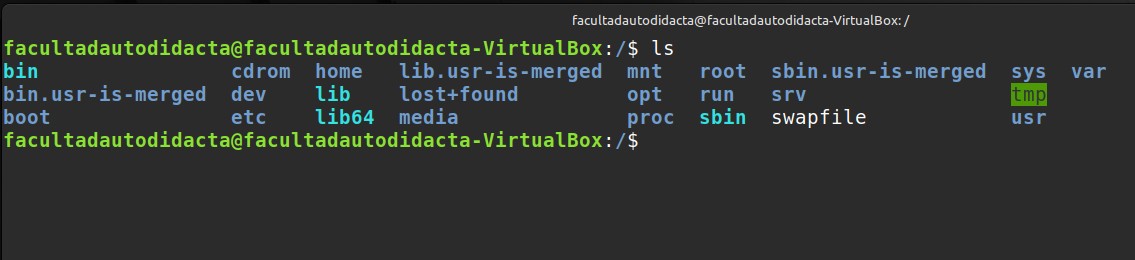 facultadautodidacta@facultadautodidacta-VirtualBox: /
facultadautodidacta@facultadautodidacta-VirtualBox:/$ ls
bin                cdrom  home   lib.usr-is-merged  mnt   root  sbin.usr-is-merged  sys  var
bin.usr-is-merged  dev    lib    lost+found         opt   run   srv                 tmp
boot               etc    lib64  media              proc  sbin  swapfile            usr
facultadautodidacta@facultadautodidacta-VirtualBox:/$